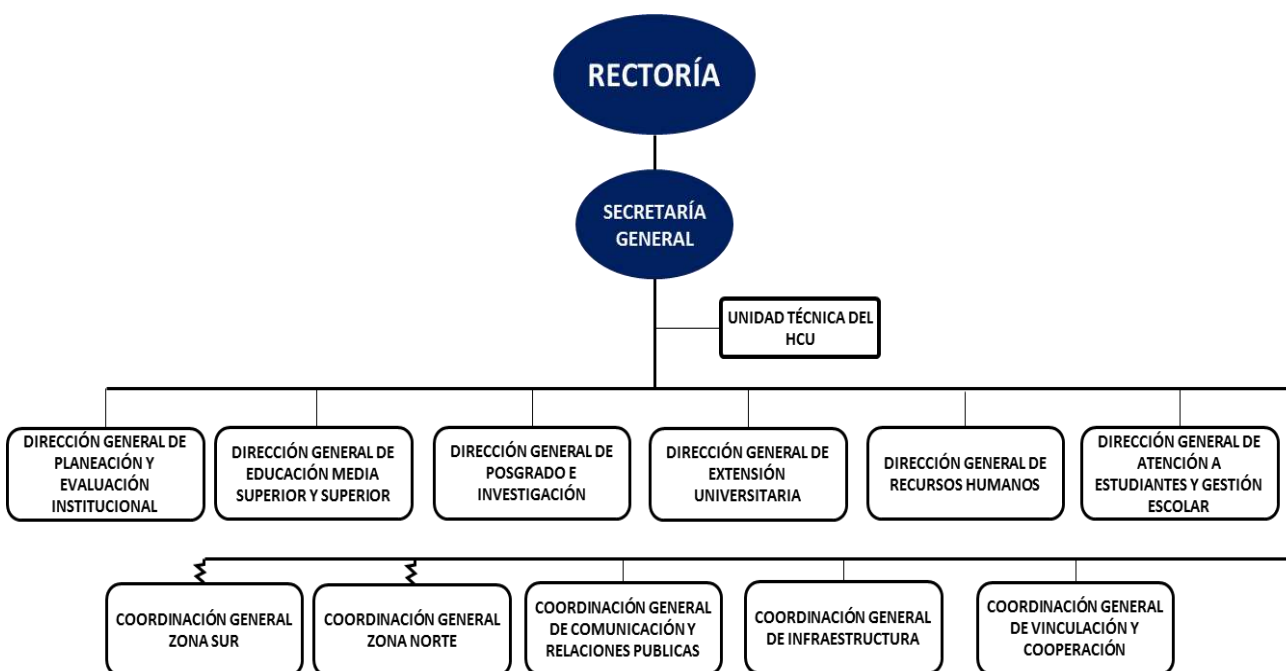 RECTORÍA
SECRETARÍA
GENERAL
UNIDAD TÉCNICA DEL
HCU
DIRECCIÓN GENERAL DE
PLANEACIÓN Y
EVALUACIÓN
INSTITUCIONAL
DIRECCIÓN GENERAL DE
EDUCACIÓN MEDIA
SUPERIOR Y SUPERIOR
DIRECCIÓN GENERAL DE
POSGRADO E
INVESTIGACIÓN
DIRECCIÓN GENERAL DE
EXTENSIÓN
UNIVERSITARIA
DIRECCIÓN GENERAL DE
RECURSOS HUMANOS
DIRECCIÓN GENERAL DE
ATENCIÓN A
ESTUDIANTES Y GESTIÓN
ESCOLAR
COORDINACIÓN GENERAL
ZONA SUR
COORDINACIÓN GENERAL
ZONA NORTE
COORDINACIÓN GENERAL
DE COMUNICACIÓN Y
RELACIONES PUBLICAS
COORDINACIÓN GENERAL
DE INFRAESTRUCTURA
COORDINACIÓN GENERAL
DE VINCULACIÓN Y
COOPERACIÓN